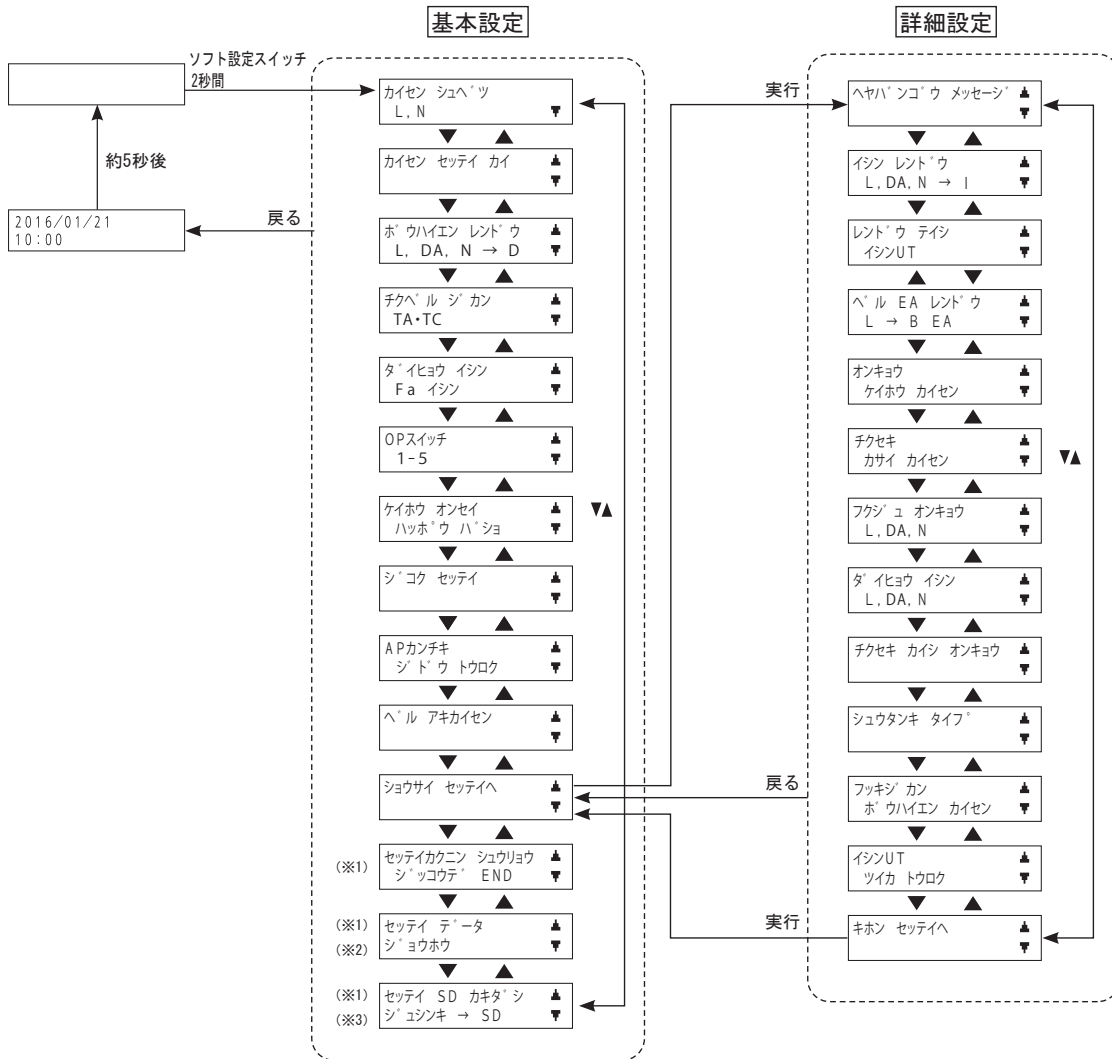 基本設定
詳細設定
ソフト設定スイッチ
2秒間
約5秒後
2016/01/21
10:00
戻る
カイセン シュベツ
L, N
カイセン セッテイ カイ
ボウハイエン レンドウ
L, DA, N → D
チクベル ジカン
TA・TC
ダイヒョウ イシン
Fa イシン
OPスイッチ
1-5
ケイホウ オンセイ
ハッポウ バショ
▼▲
ジコク セッテイ
APカンチキ
ジドウ トウロク
ベル アキカイセン
ショウサイ セッテイヘ
(※1)
セッテイカクニン シュウリョウ
ジッコウデ END
(※1)
(※2)
セッテイ データ
ジョウホウ
(※1)
(※3)
セッテイ SD カキダシ
ジュシンキ → SD
実行
戻る
実行
ヘヤバンゴウ メッセージ
イシン レンドウ
L, DA, N → I
レンドウ テイシ
イシンUT
ベル EA レンドウ
L → B EA
オンキョウ
ケイホウ カイセン
チクセキ
カサイ カイセン
▼▲
フクジュ オンキョウ
L, DA, N
ダイヒョウ イシン
L, DA, N
チクセキ カイシ オンキョウ
シュウタンキ タイプ
フッキジカン
ボウハイエン カイセン
イシンUT
ツイカ トウロク
キホン セッテイヘ